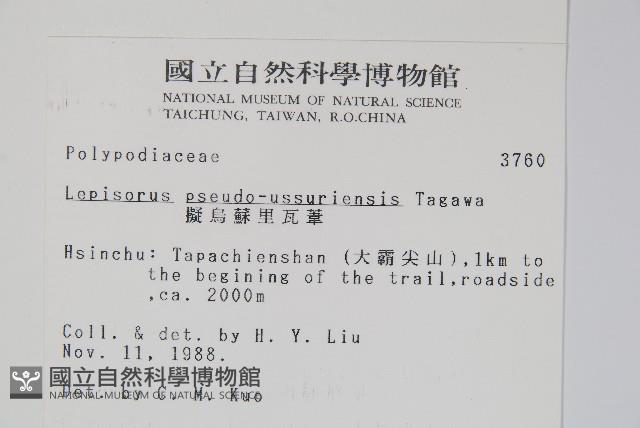 國立自然科學博物館
NATIONAL MUSEUM OF NATURAL SCIENCE
TAICHUNG, TAIWAN, R.O.CHINA
Polypodiaceae 3760
Lepisorus pseudo-ussuriensis Tagawa
擬烏蘇里瓦葦
Hsinchu: Tapachienshan (大霸尖山),1km to
the begining of the trail,roadside
,ca. 2000m
Coll. & det. by H. Y. Liu
Nov. 11, 1988.
國立自然科學博物館
NATIONAL MUSEUM OF NATURAL SCIENCE
Det. by C. M. Kuo